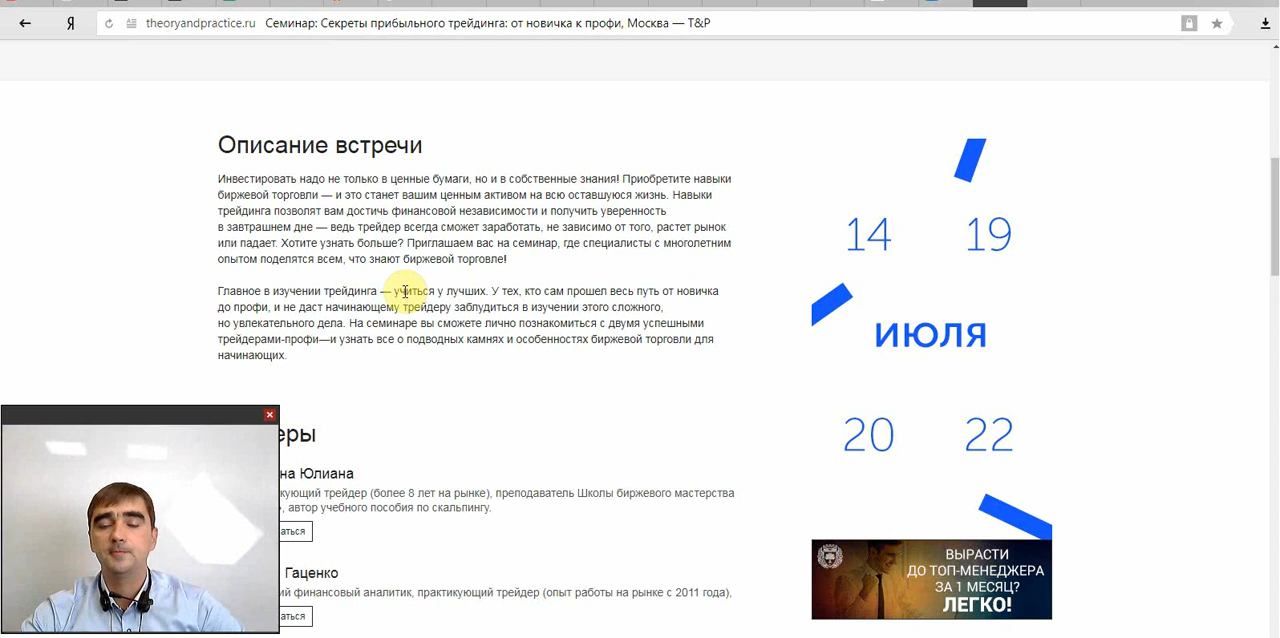 Я
theoryandpractice.ru Семинар: Секреты прибыльного трейдинга: от новичка к профи, Москва — T&P
Описание встречи
Инвестировать надо не только в ценные бумаги, но и в собственные знания! Приобретите навыки
биржевой торговли — и это станет вашим ценным активом на всю оставшуюся жизнь. Навыки
трейдинга позволят вам достичь финансовой независимости и получить уверенность
в завтрашнем дне — ведь трейдер всегда сможет заработать, не зависимо от того, растет рынок
или падает. Хотите узнать больше? Приглашаем вас на семинар, где специалисты с многолетним
опытом поделятся всем, что знают биржевой торговле!
Главное в изучении трейдинга — учиться у лучших. У тех, кто сам прошел весь путь от новичка
до профи, и не даст начинающему трейдеру заблудиться в изучении этого сложного,
но увлекательного дела. На семинаре вы сможете лично познакомиться с двумя успешными
трейдерами-профи—и узнать все о подводных камнях и особенностях биржевой торговли для
начинающих.
еры
на Юлиана
кующий трейдер (более 8 лет на рынке), преподаватель Школы биржевого мастерства
, автор учебного пособия по скальпингу.
аться
Гаценко
ий финансовый аналитик, практикующий трейдер (опыт работы на рынке с 2011 года),
аться
14 19
ИЮЛЯ
20 22
ВЫРАСТИ
ДО ТОП-МЕНЕДЖЕРА
ЗА 1 МЕСЯЦ?
ЛЕГКО!